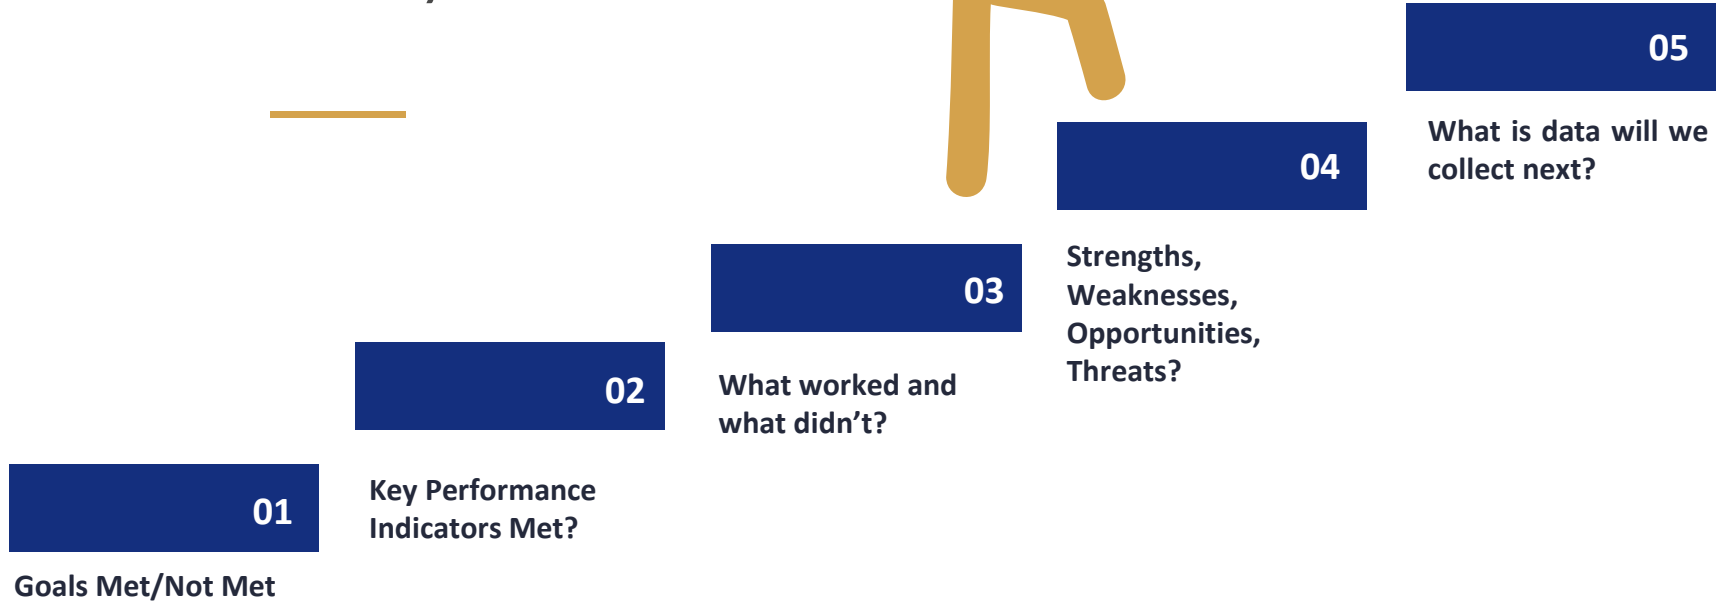 01
Goals Met/Not Met
02
Key Performance
Indicators Met?
03
What worked and
what didn’t?
04
Strengths,
Weaknesses,
Opportunities,
Threats?
05
What is data will we
collect next?